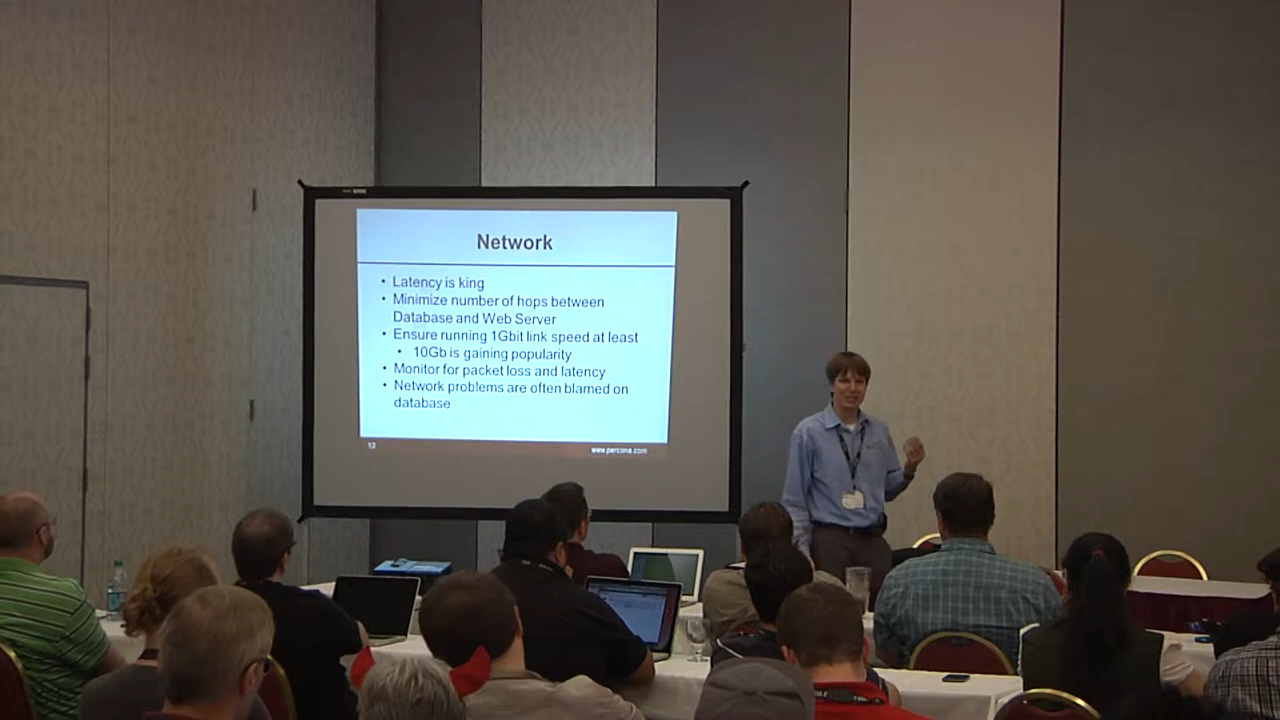 Network
• Latency is king
• Minimize number of hops between
Database and Web Server
• Ensure running 1Gbit link speed at least
• 10Gb is gaining popularity
• Monitor for packet loss and latency
• Network problems are often blamed on
database
13
www.percona.com